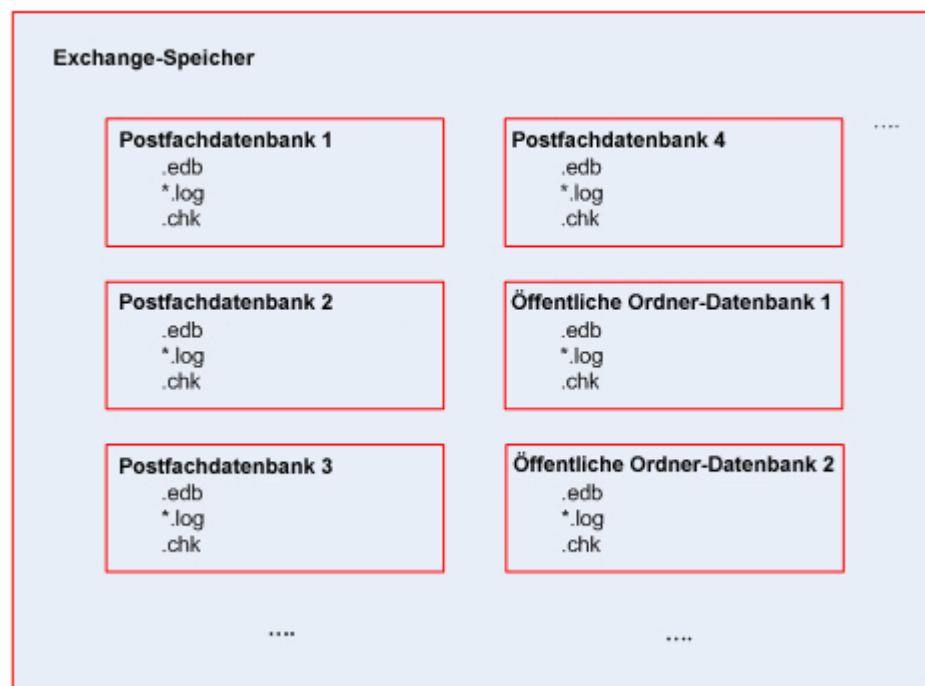 Exchange-Speicher
....
Postfachdatenbank 1
.edb
*.log
.chk
Postfachdatenbank 4
.edb
*.log
.chk
Postfachdatenbank 2
.edb
*.log
.chk
Öffentliche Ordner-Datenbank 1
.edb
*.log
.chk
Postfachdatenbank 3
.edb
*.log
.chk
Öffentliche Ordner-Datenbank 2
.edb
*.log
.chk
....
....